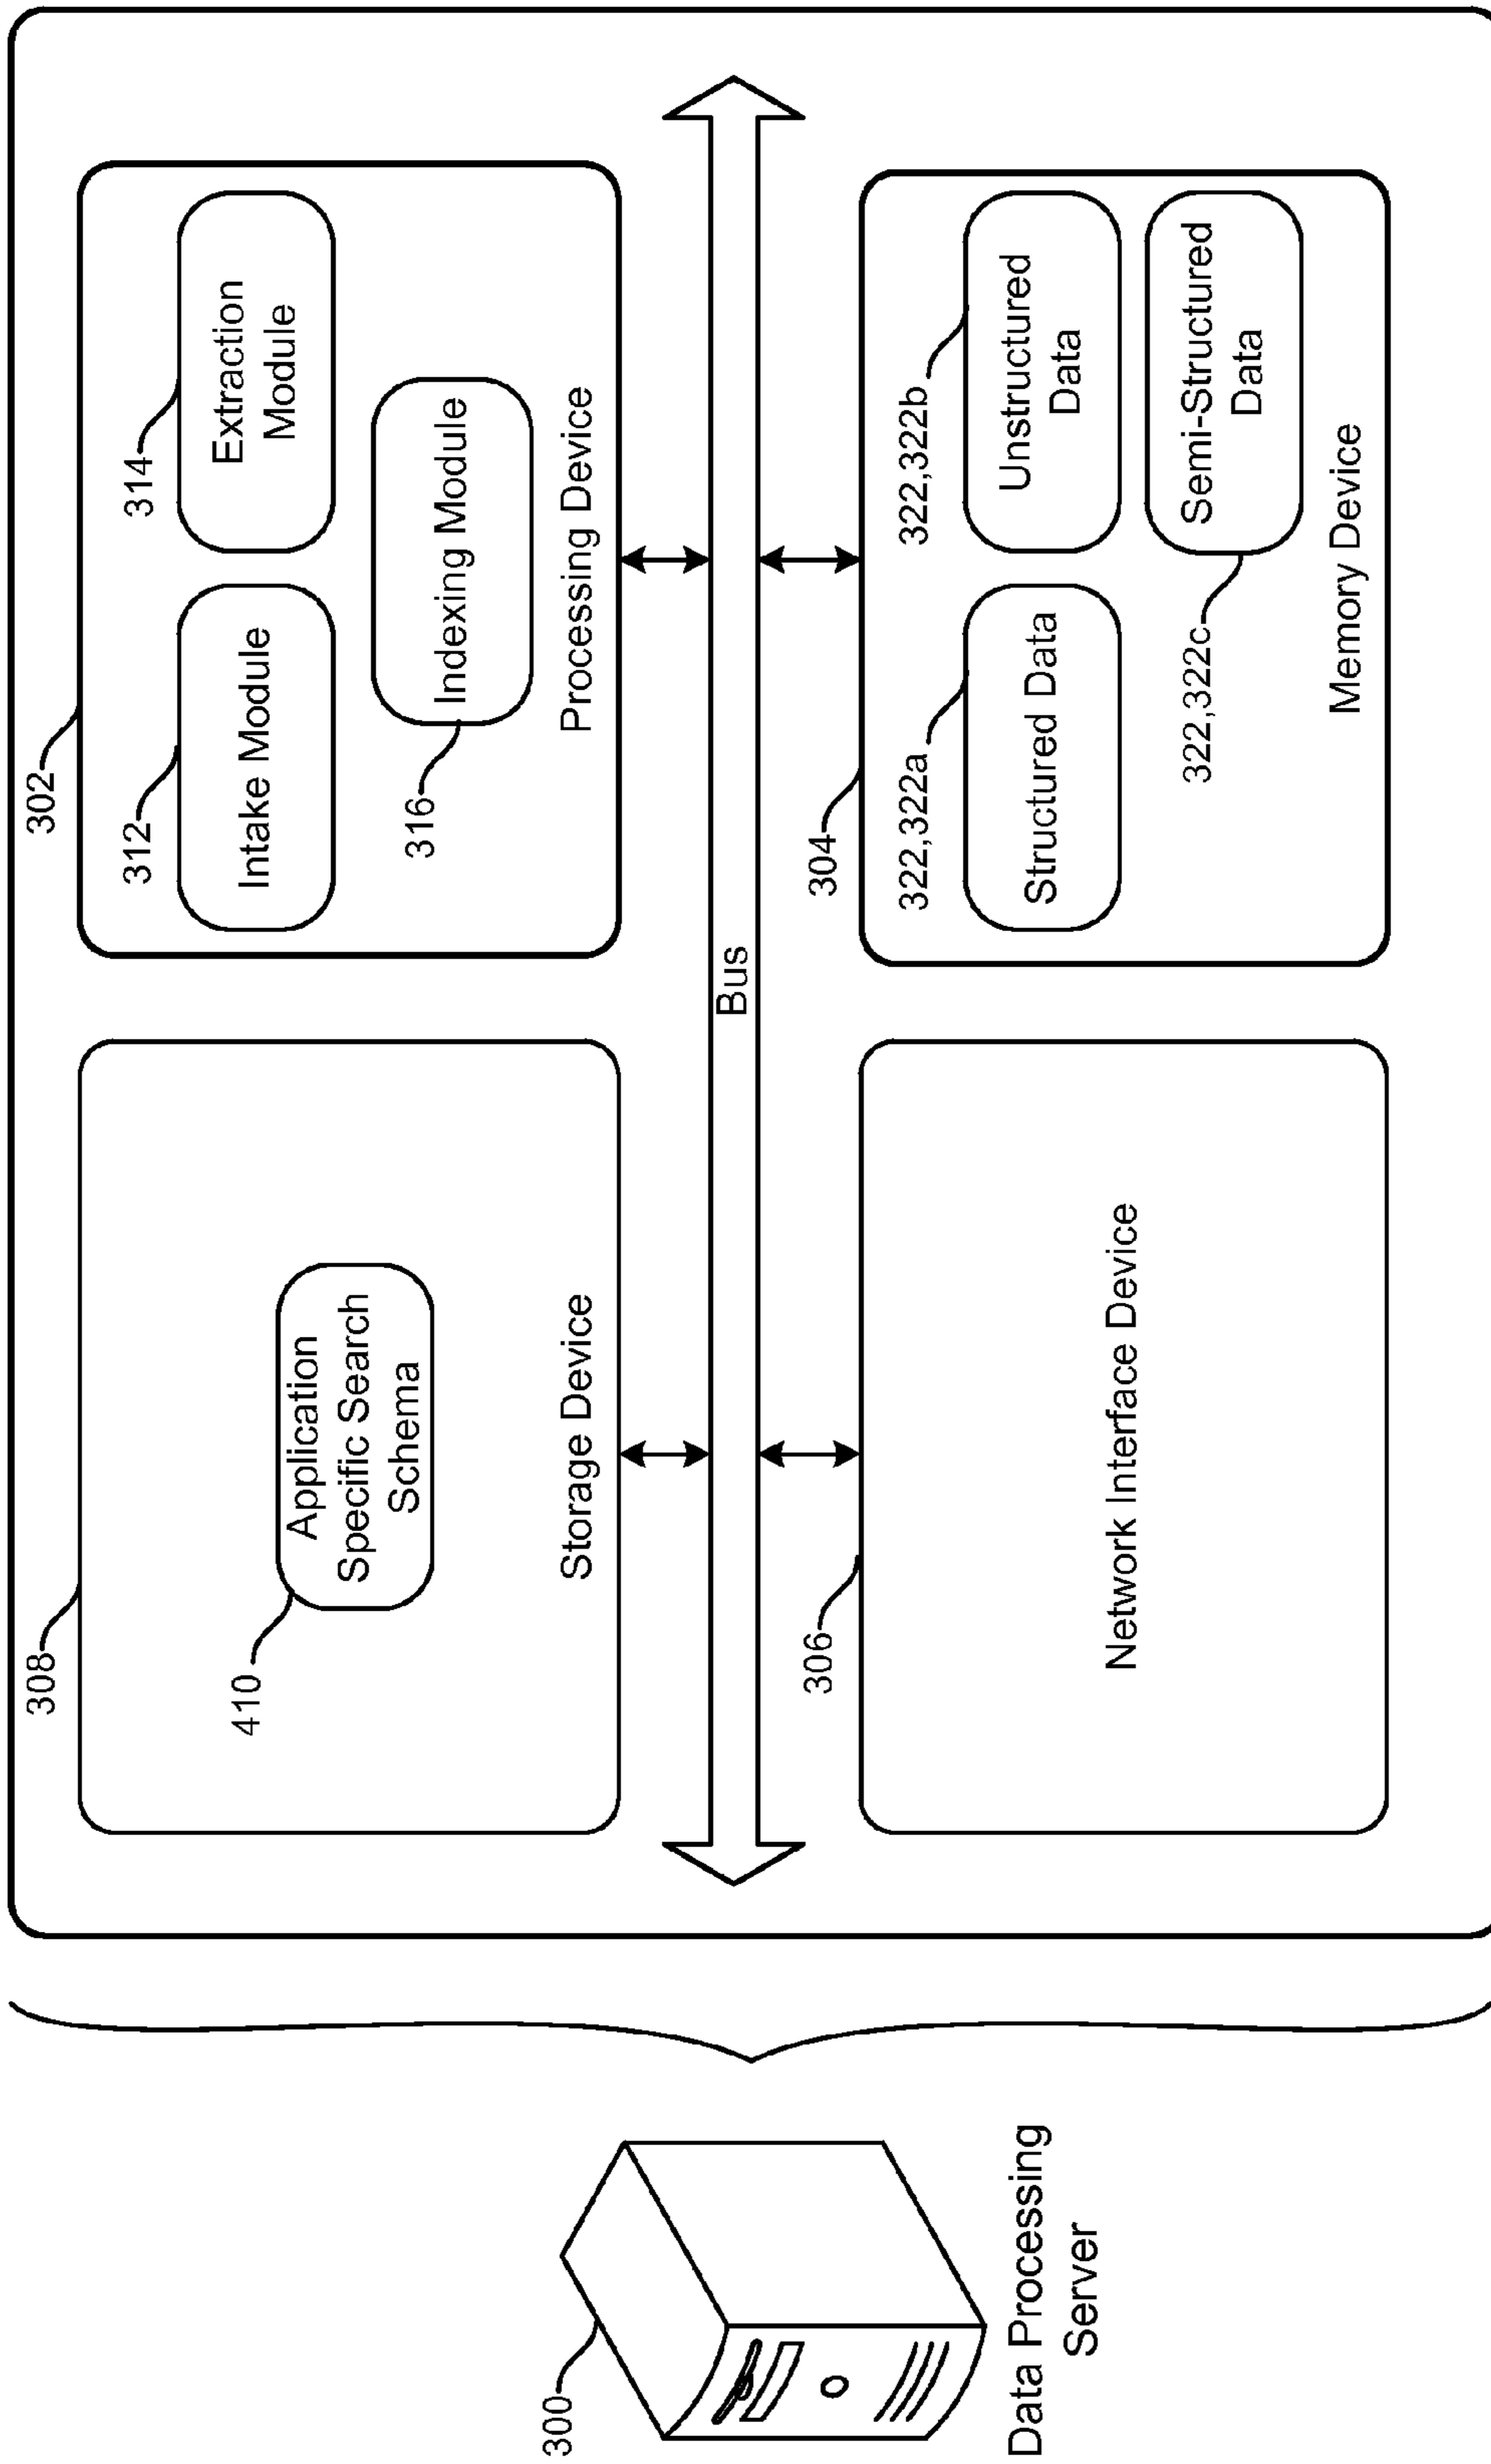 300
Data Processing
Server
308
410
Application
Specific Search
Schema
Storage Device
302
312
Intake Module
314
Extraction
Module
316
Indexing Module
Processing Device
Bus
306
Network Interface Device
304
322,322a
Structured Data
322,322b
Unstructured
Data
322,322c
Semi-Structured
Data
Memory Device